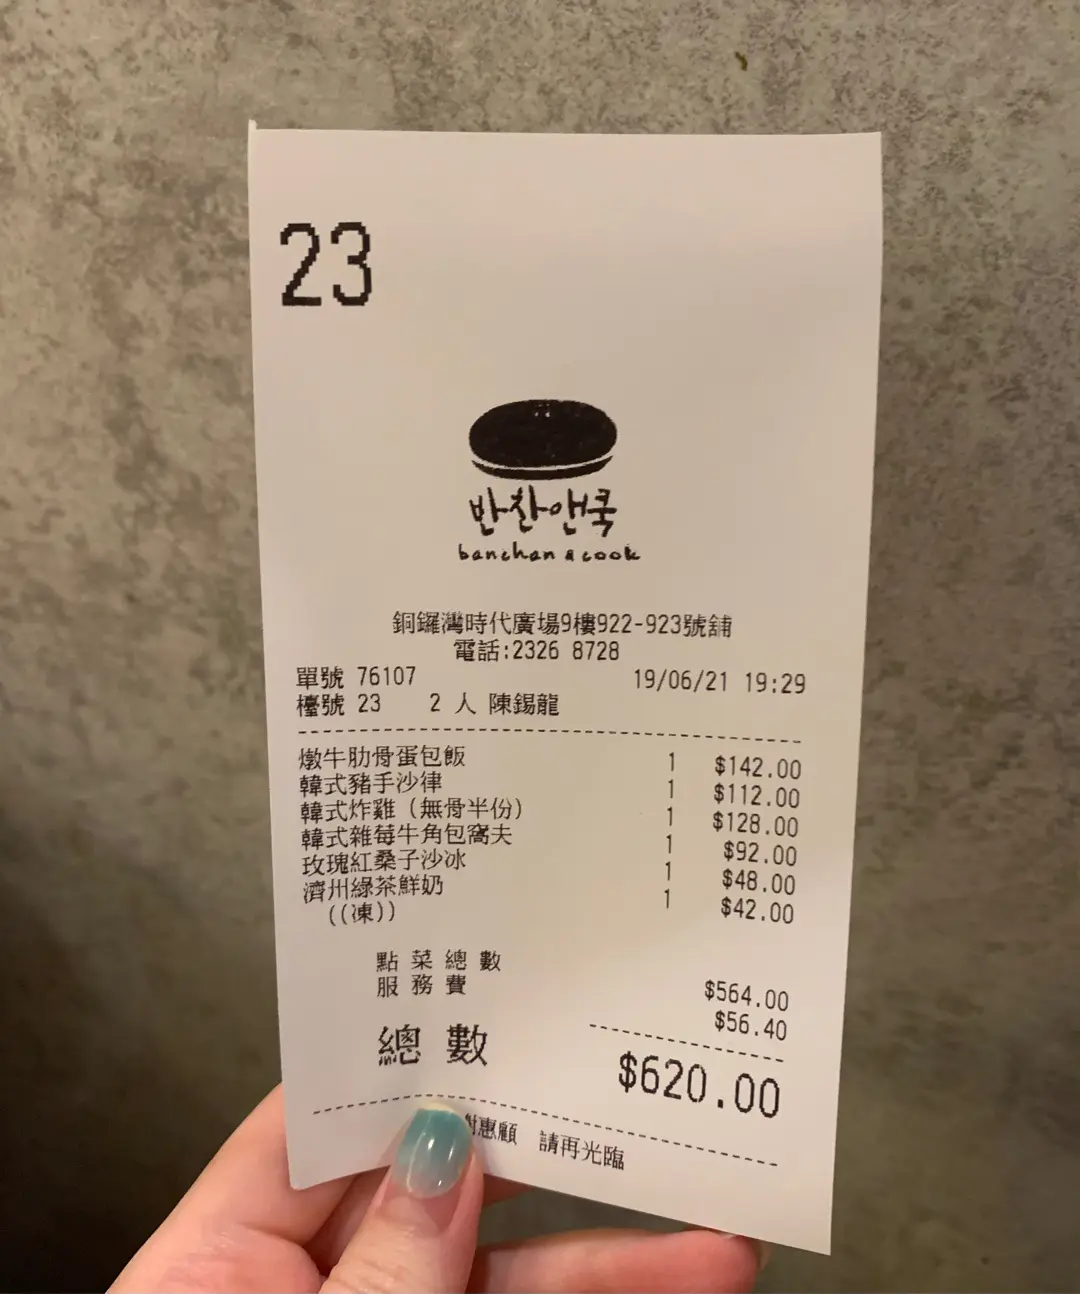 23
반찬앤쿡
banchan & cook
銅鑼灣時代廣場9樓922-923號舖
電話:2326 8728
單號 76107 19/06/21 19:29
檯號 23 2 人 陳錫龍
燉牛肋骨蛋包飯 1 $142.00
韓式豬手沙律 1 $112.00
韓式炸雞(無骨半份) 1 $128.00
韓式雜莓牛角包窩夫 1 $92.00
玫瑰紅桑子沙冰 1 $48.00
濟州綠茶鮮奶 1 $42.00
((凍))
點菜總數 $564.00
服務費 $56.40
總數 $620.00
惠顧 請再光臨